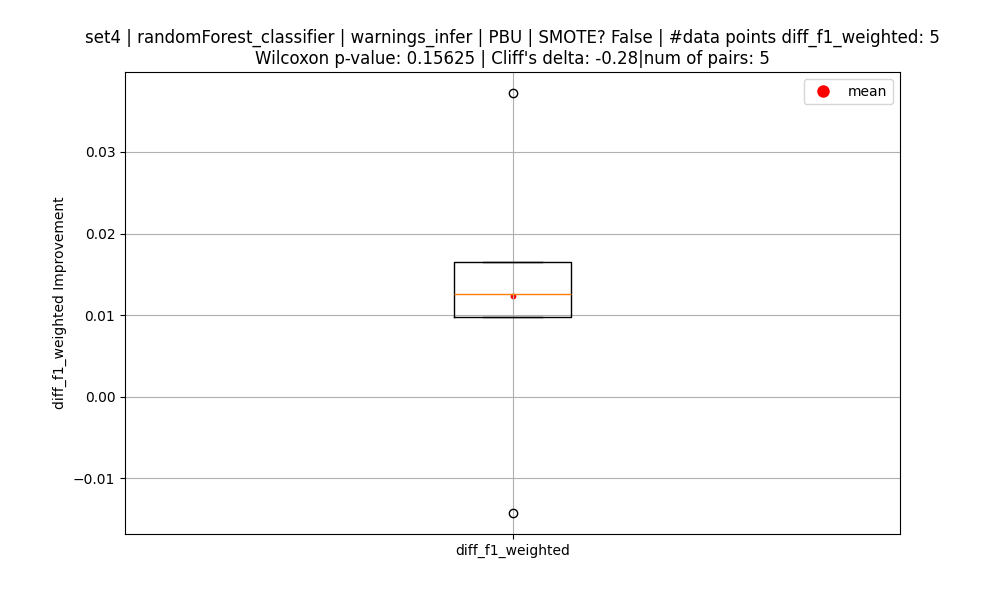 set4 | randomForest_classifier | warnings_infer | PBU | SMOTE? False | #data points diff_f1_weighted: 5
Wilcoxon p-value: 0.15625 | Cliff's delta: -0.28|num of pairs: 5
mean
0.03
0.02
0.01
0.00
−0.01
diff_f1_weighted Improvement
diff_f1_weighted